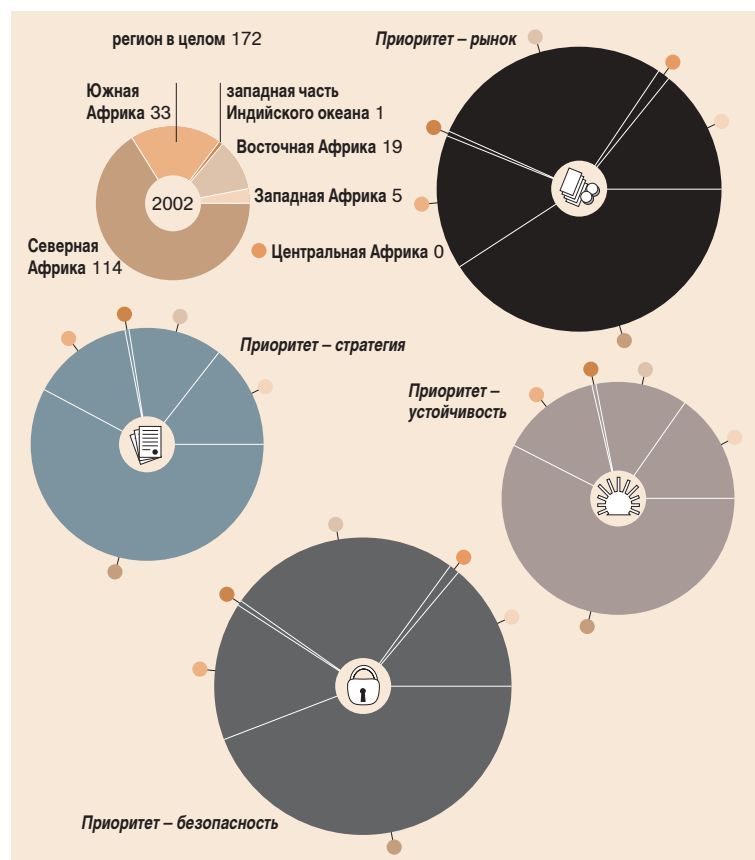 регион в целом 172
Приоритет – рынок
Южная
Африка 33
западная часть
Индийского океана 1
Восточная Африка 19
Западная Африка 5
2002
Северная
Африка 114
Центральная Африка 0
Приоритет – стратегия
Приоритет –
устойчивость
Приоритет – безопасность